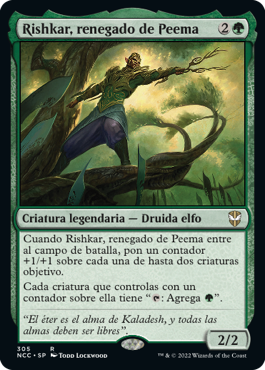 Rishkar, renegado de Peema 2
Criatura legendaria — Druida elfo
Cuando Rishkar, renegado de Peema entre
al campo de batalla, pon un contador
+1/+1 sobre cada una de hasta dos criaturas
objetivo.
Cada criatura que controlas con un
contador sobre ella tiene “: Agrega .”
“El éter es el alma de Kaladesh, y todas las
almas deben ser libres”.
2/2
305 R
NCC • SP Todd Lockwood
™ & © 2022 Wizards of the Coast